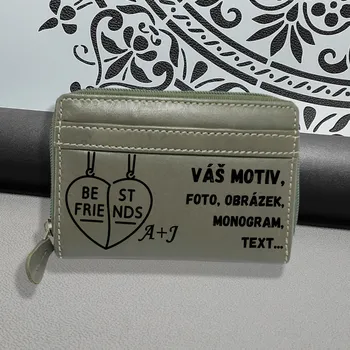 BE ST
FRIE NDS
A+J
VÁŠ MOTIV,
FOTO, OBRÁZEK,
MONOGRAM,
TEXT...